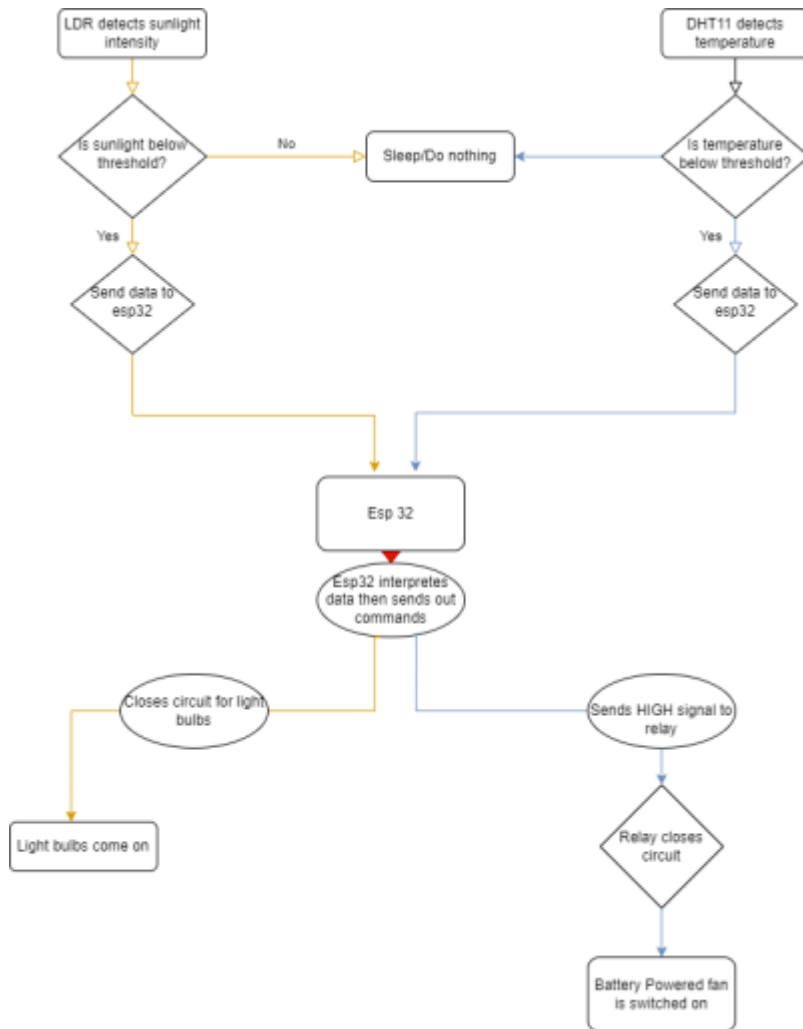 LDR detects sunlight
intensity
DHT11 detects
temperature
Is sunlight below
threshold?
No
Sleep/Do nothing
Is temperature
below threshold?
Yes
Yes
Send data to
esp32
Send data to
esp32
Esp 32
Esp32 interpretes
data then sends out
commands
Closes circuit for light
bulbs
Sends HIGH signal to
relay
Light bulbs come on
Relay closes
circuit
Battery Powered fan
is switched on